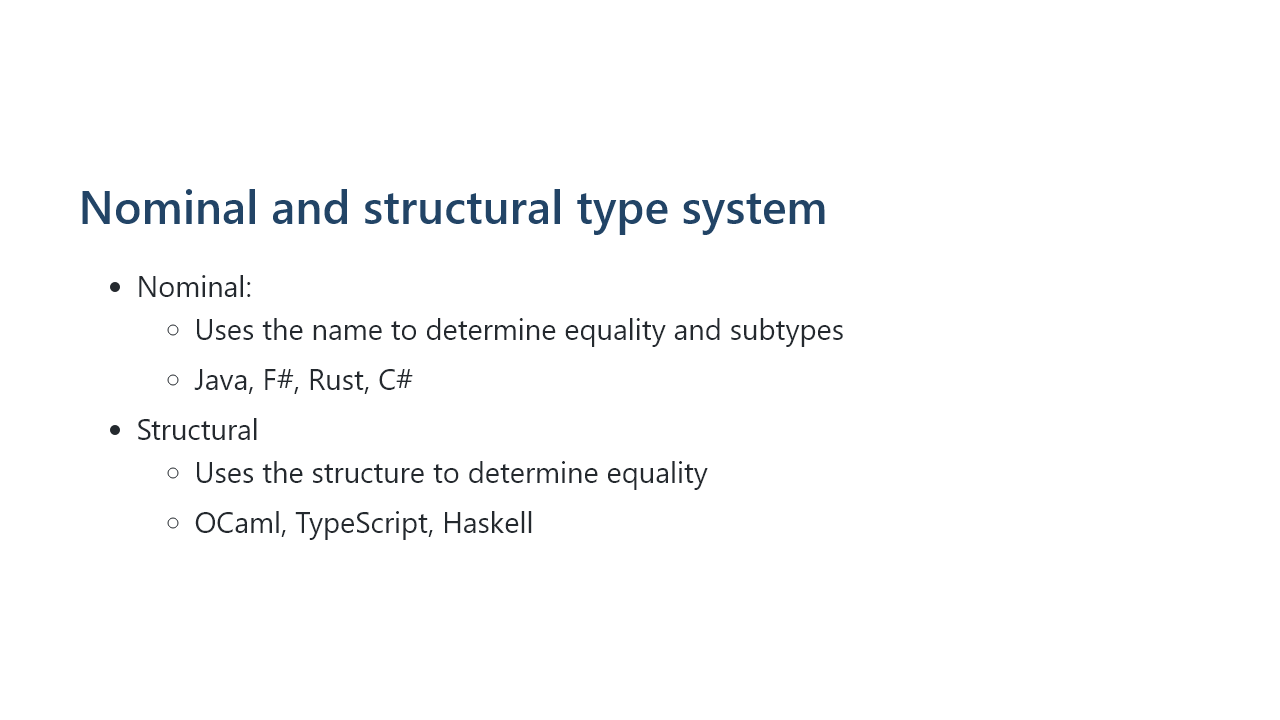 Nominal and structural type system
• Nominal:
○ Uses the name to determine equality and subtypes
○ Java, F#, Rust, C#
• Structural
○ Uses the structure to determine equality
○ OCaml, TypeScript, Haskell